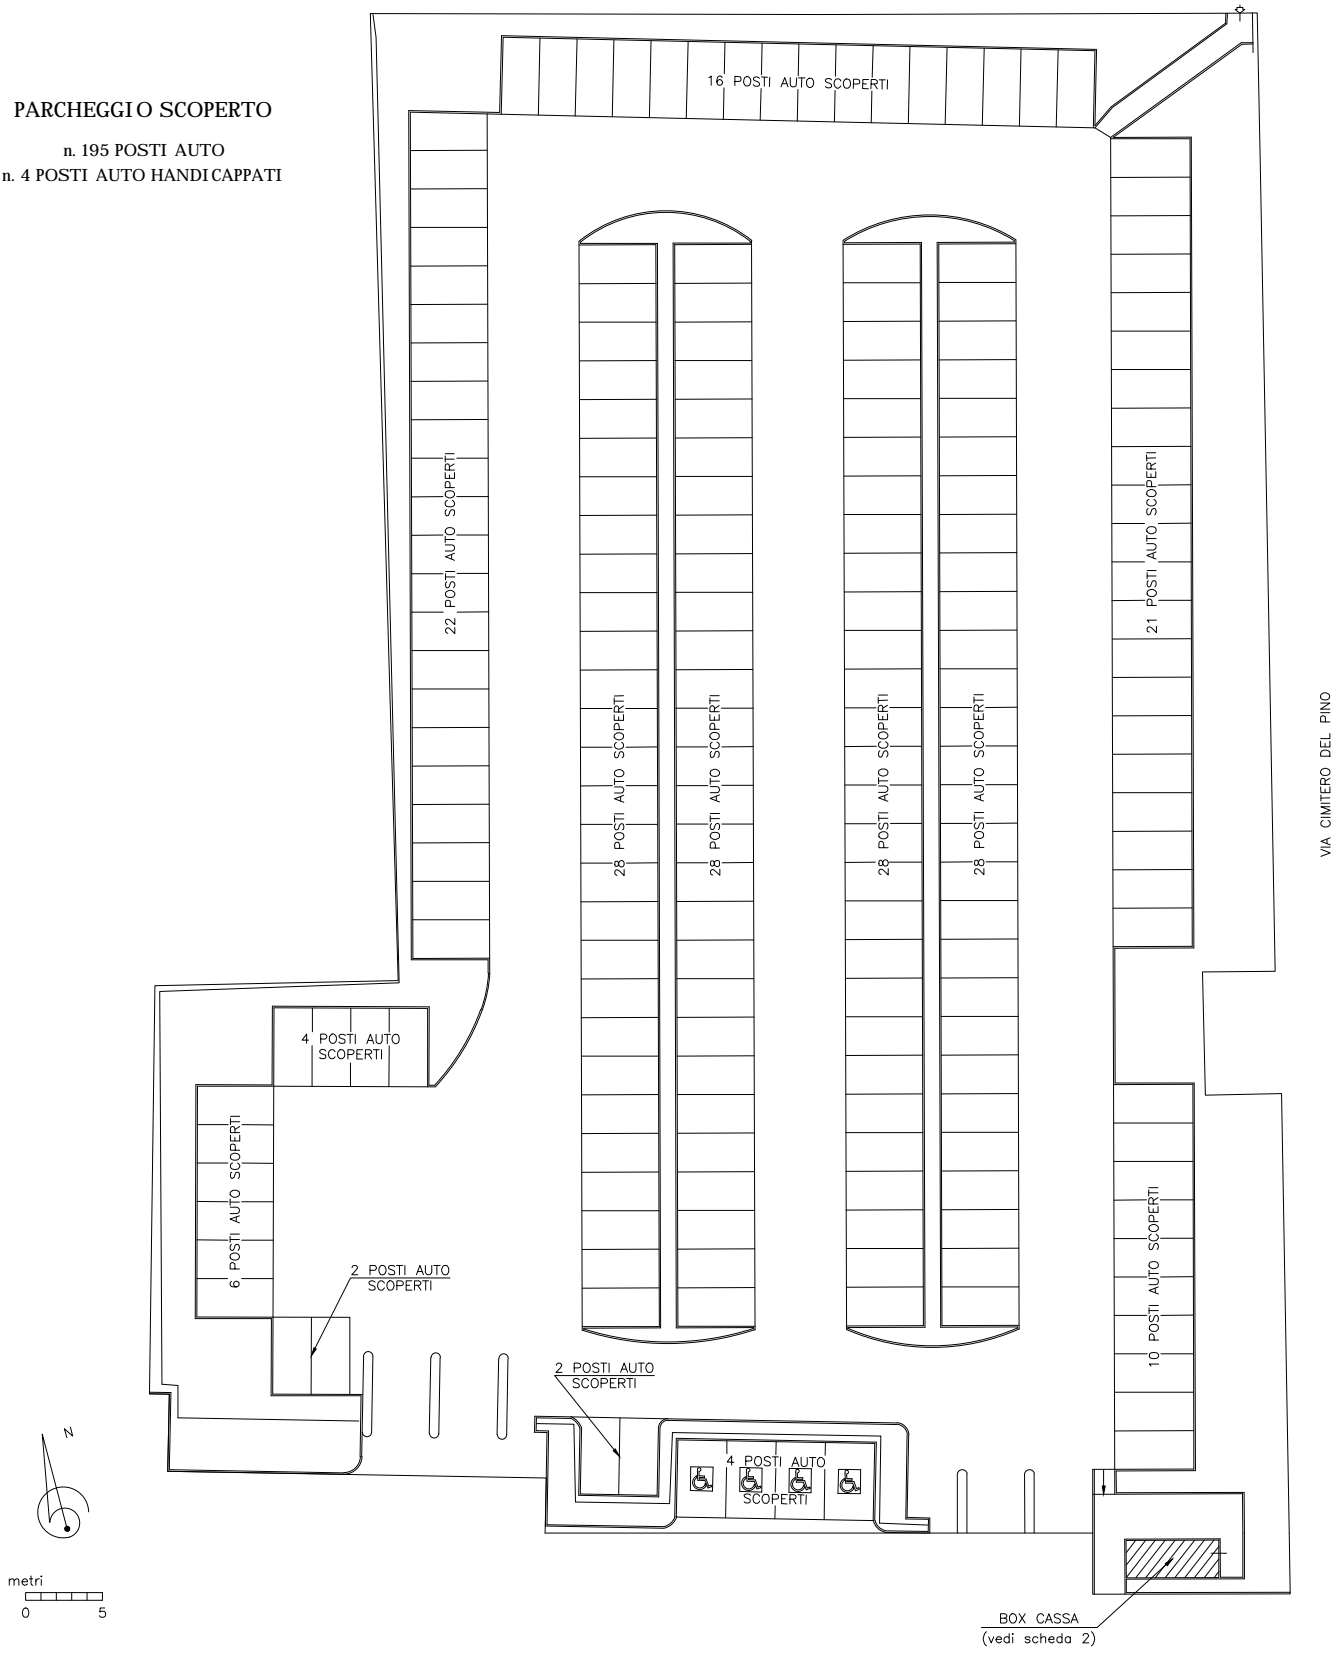 PARCHEGGIO SCOPERTO
n. 195 POSTI AUTO
n. 4 POSTI AUTO HANDICAPPATI
16 POSTI AUTO SCOPERTI
22 POSTI AUTO SCOPERTI
21 POSTI AUTO SCOPERTI
28 POSTI AUTO SCOPERTI
28 POSTI AUTO SCOPERTI
28 POSTI AUTO SCOPERTI
28 POSTI AUTO SCOPERTI
VIA CIMITERO DEL PINO
4 POSTI AUTO
SCOPERTI
6 POSTI AUTO SCOPERTI
10 POSTI AUTO SCOPERTI
2 POSTI AUTO
SCOPERTI
2 POSTI AUTO
SCOPERTI
4 POSTI AUTO
SCOPERTI
N
metri
0 5
BOX CASSA
(vedi scheda 2)